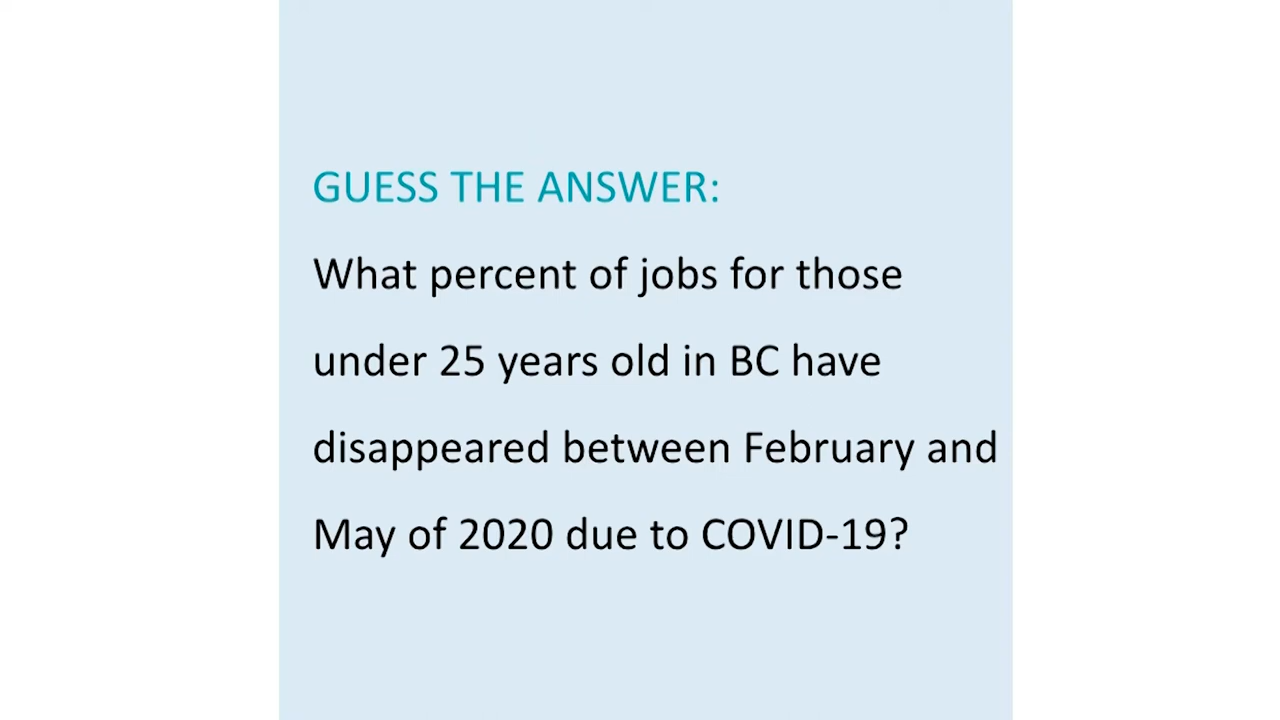 GUESS THE ANSWER:
What percent of jobs for those
under 25 years old in BC have
disappeared between February and
May of 2020 due to COVID-19?